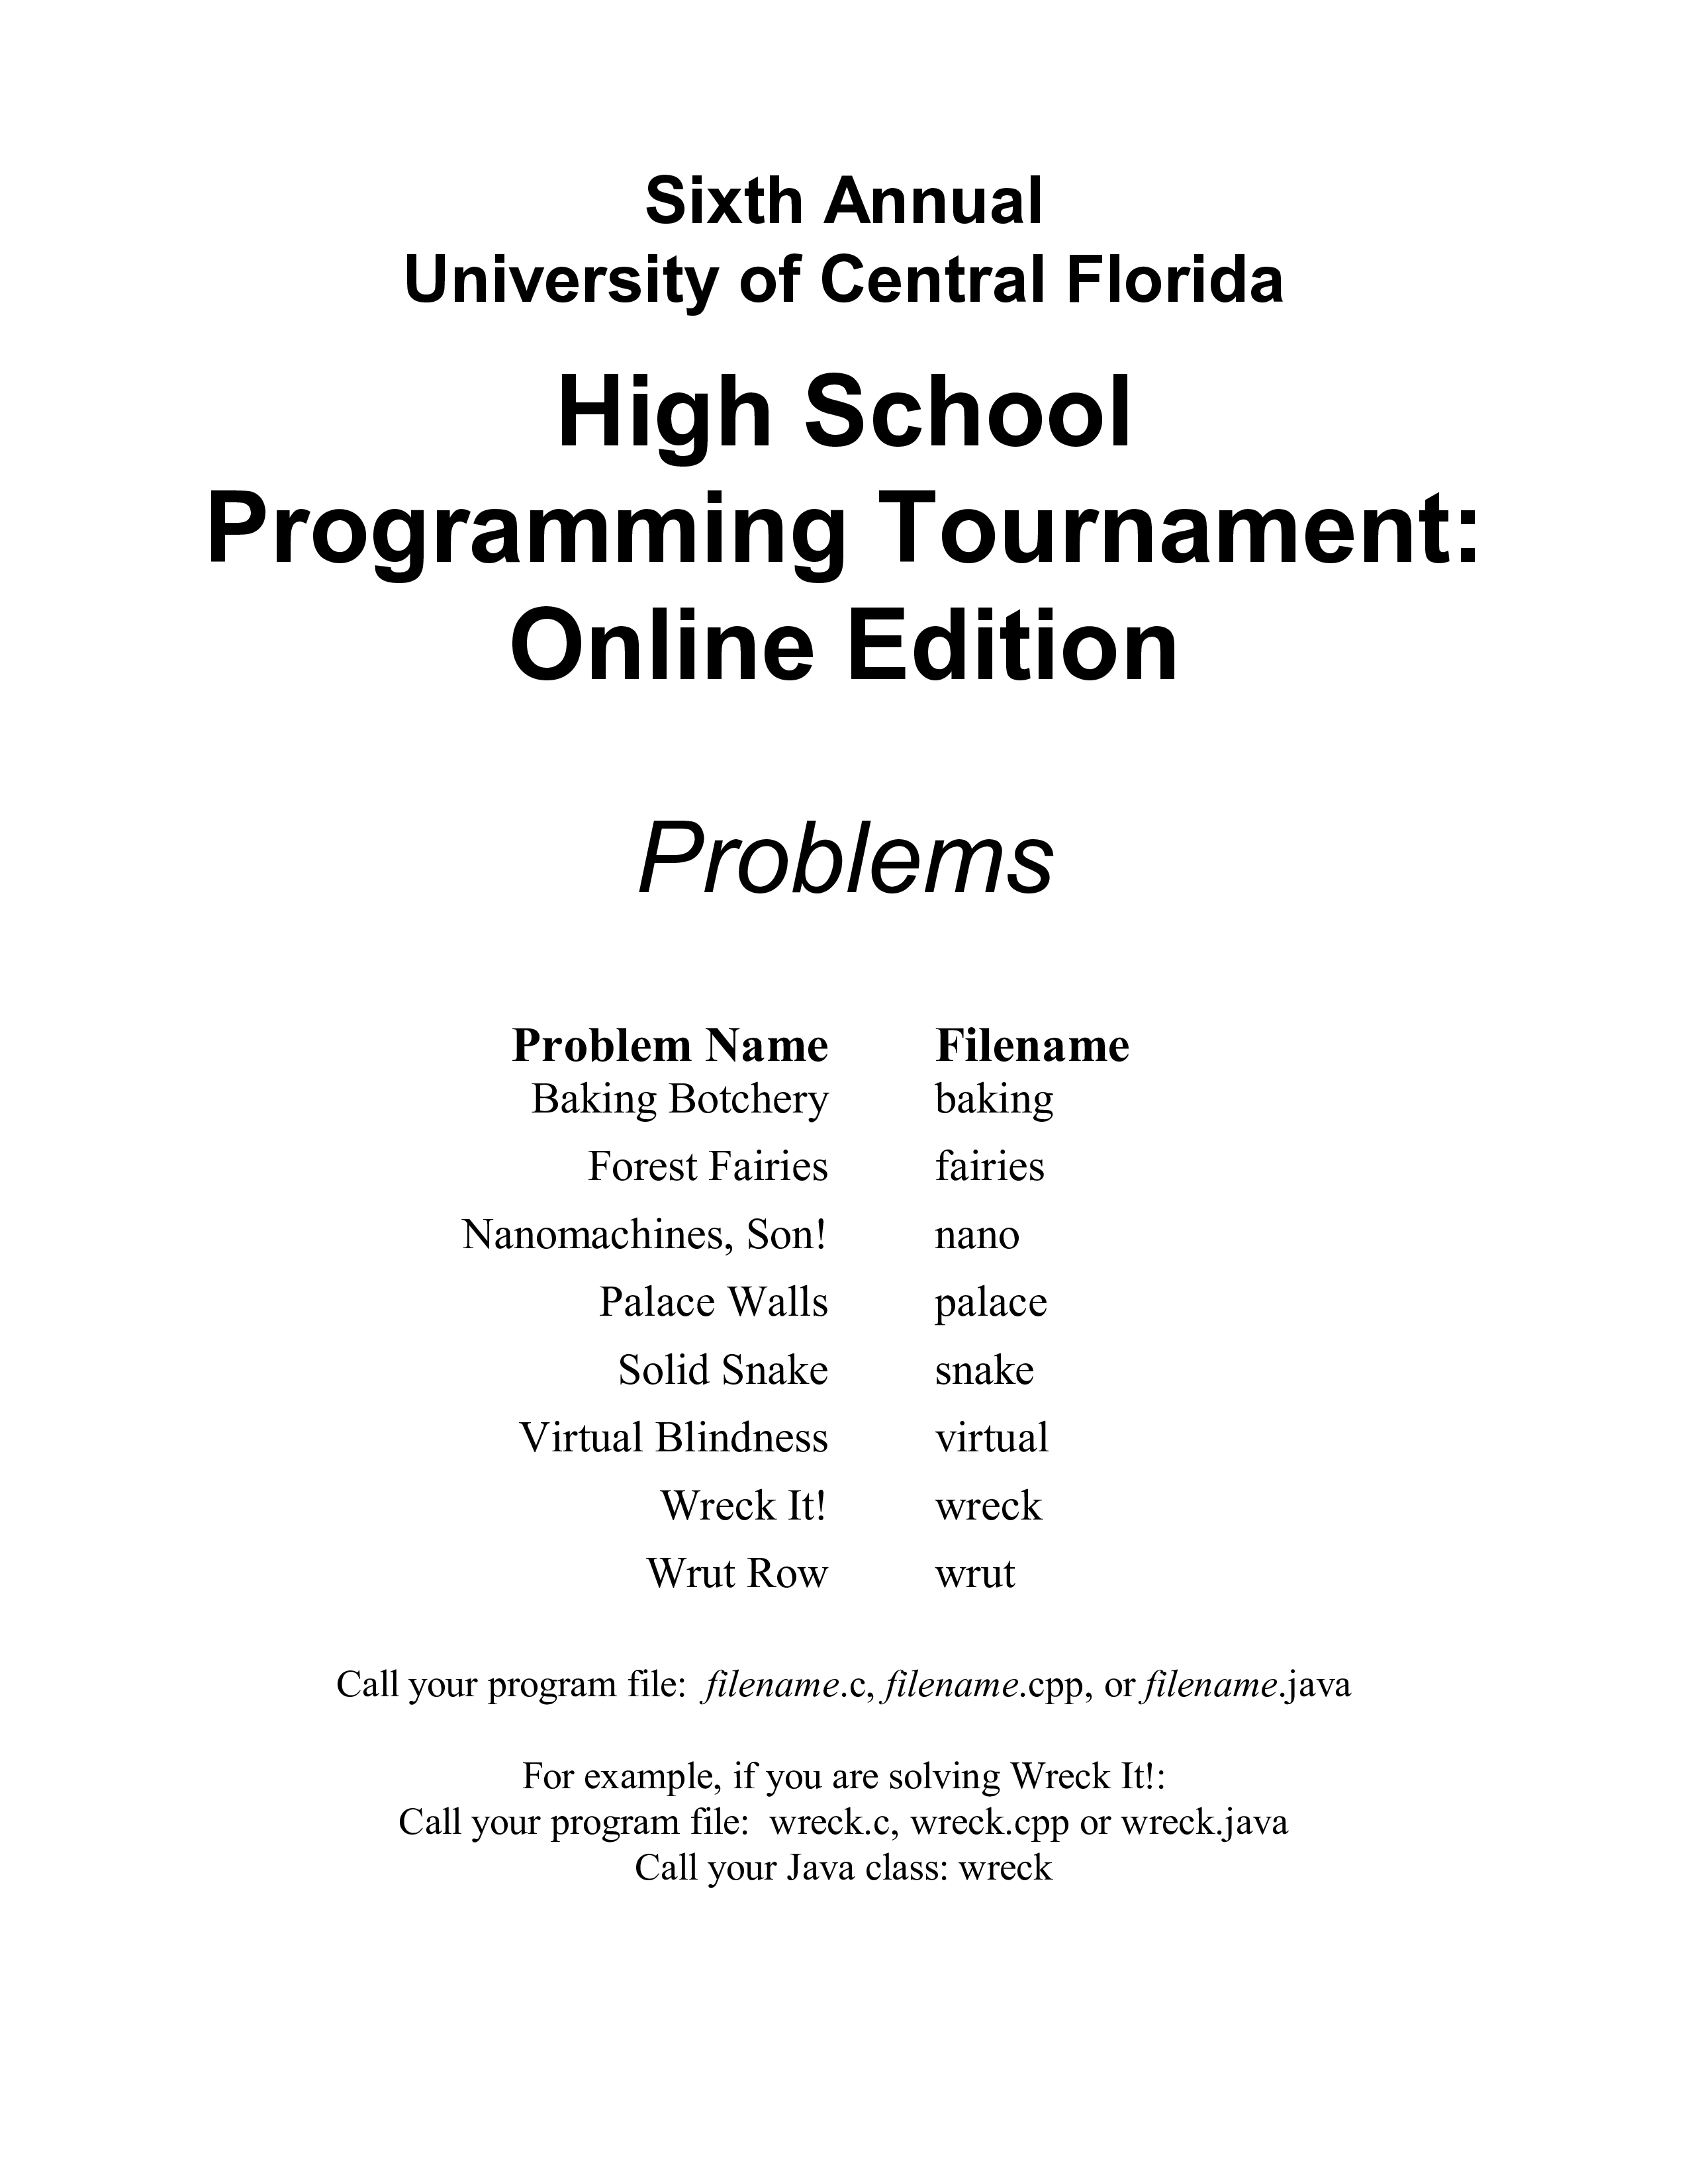 Sixth Annual
University of Central Florida
High School
Programming Tournament:
Online Edition
Problems
Problem Name Filename
Baking Botchery baking
Forest Fairies fairies
Nanomachines, Son! nano
Palace Walls palace
Solid Snake snake
Virtual Blindness virtual
Wreck It! wreck
Wrut Row wrut
Call your program file: filename.c, filename.cpp, or filename.java
For example, if you are solving Wreck It!:
Call your program file: wreck.c, wreck.cpp or wreck.java
Call your Java class: wreck